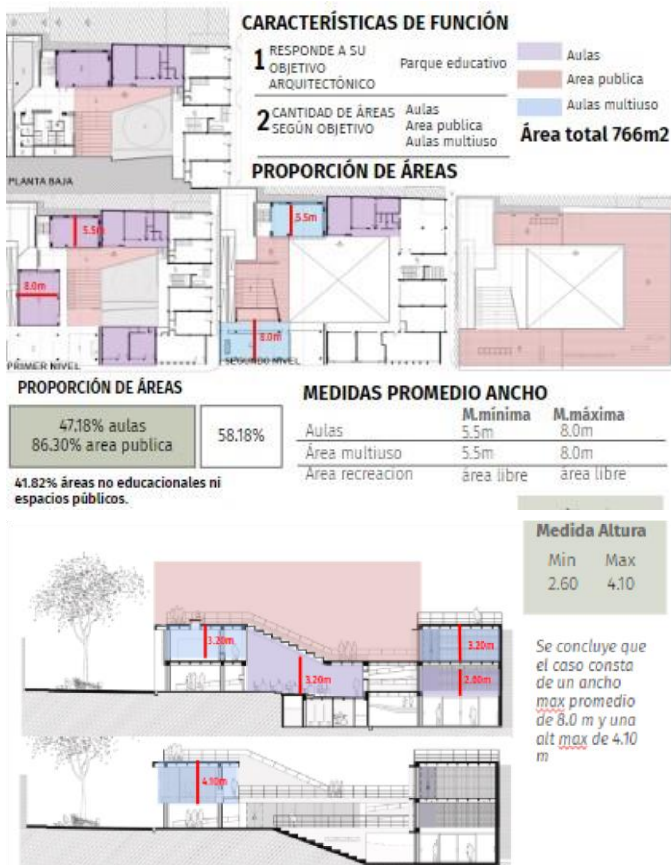 CARACTERÍSTICAS DE FUNCIÓN
1 RESPONDE A SU OBJETIVO ARQUITECTÓNICO
Parque educativo
2 CANTIDAD DE ÁREAS SEGÚN OBJETIVO
Aulas
Area publica
Aulas multiuso
Aulas
Area publica
Aulas multiuso
Área total 766m2
PLANTA BAJA
PROPORCIÓN DE ÁREAS
5.5m
8.0m
PRIMER NIVEL
5.5m
8.0m
SEGUNDO NIVEL
PROPORCIÓN DE ÁREAS
47.18% aulas
86.30% area publica
58.18%
41.82% áreas no educacionales ni
espacios públicos.
MEDIDAS PROMEDIO ANCHO
M.mínima M.máxima
Aulas 5.5m 8.0m
Área multiuso 5.5m 8.0m
Area recreacion área libre área libre
Medida Altura
Min Max
2.60 4.10
3.20m
3.20m
3.20m
2.60m
4.10m
Se concluye que
el caso consta
de un ancho
max promedio
de 8.0 m y una
alt max de 4.10
m